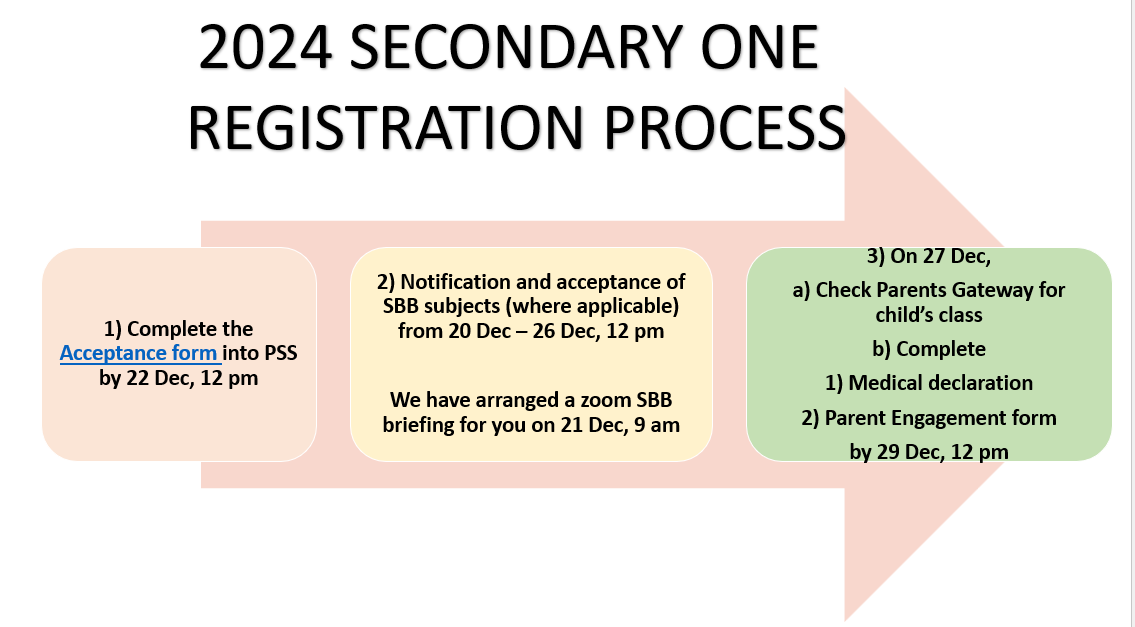 2024 SECONDARY ONE
REGISTRATION PROCESS
1) Complete the
Acceptance form into PSS
by 22 Dec, 12 pm
2) Notification and acceptance of
SBB subjects (where applicable)
from 20 Dec – 26 Dec, 12 pm
We have arranged a zoom SBB
briefing for you on 21 Dec, 9 am
3) On 27 Dec,
a) Check Parents Gateway for
child’s class
b) Complete
1) Medical declaration
2) Parent Engagement form
by 29 Dec, 12 pm